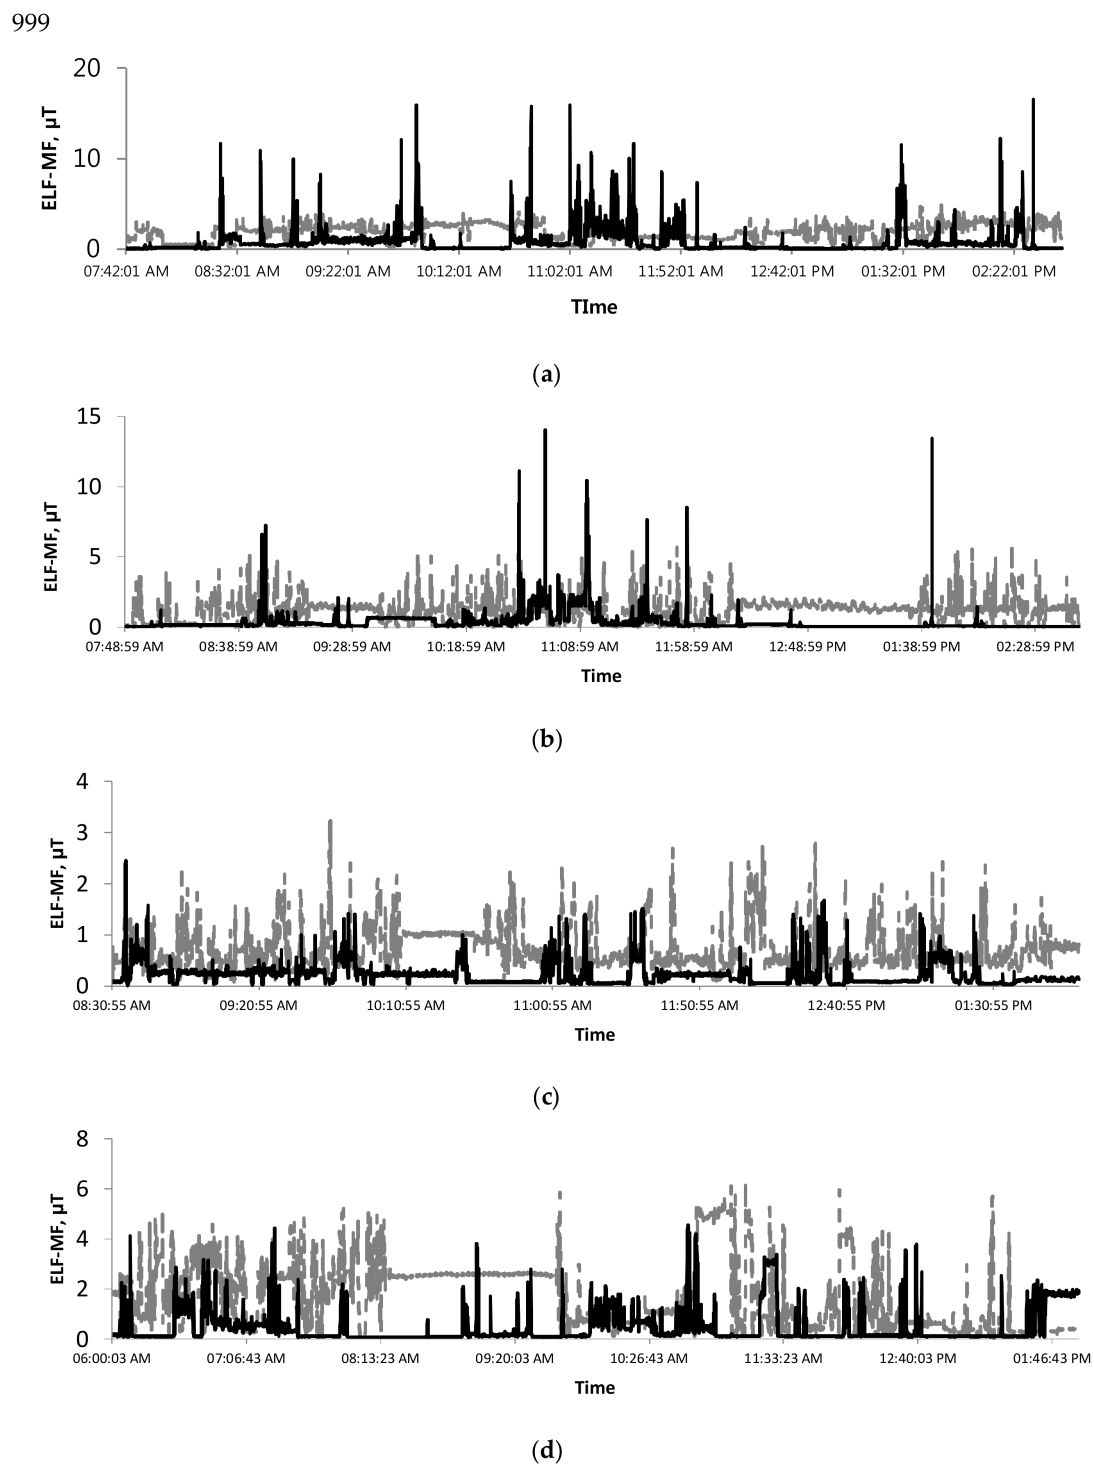 999
20
10
0
ELF-MF, µT
07:42:01 AM 08:32:01 AM 09:22:01 AM 10:12:01 AM 11:02:01 AM 11:52:01 AM 12:42:01 PM 01:32:01 PM 02:22:01 PM
TIme
(a)
15
10
5
0
ELF-MF, µT
07:48:59 AM 08:38:59 AM 09:28:59 AM 10:18:59 AM 11:08:59 AM 11:58:59 AM 12:48:59 PM 01:38:59 PM 02:28:59 PM
Time
(b)
4
3
2
1
0
ELF-MF, µT
08:30:55 AM 09:20:55 AM 10:10:55 AM 11:00:55 AM 11:50:55 AM 12:40:55 PM 01:30:55 PM
Time
(c)
8
6
4
2
0
ELF-MF, µT
06:00:03 AM 07:06:43 AM 08:13:23 AM 09:20:03 AM 10:26:43 AM 11:33:23 AM 12:40:03 PM 01:46:43 PM
Time
(d)